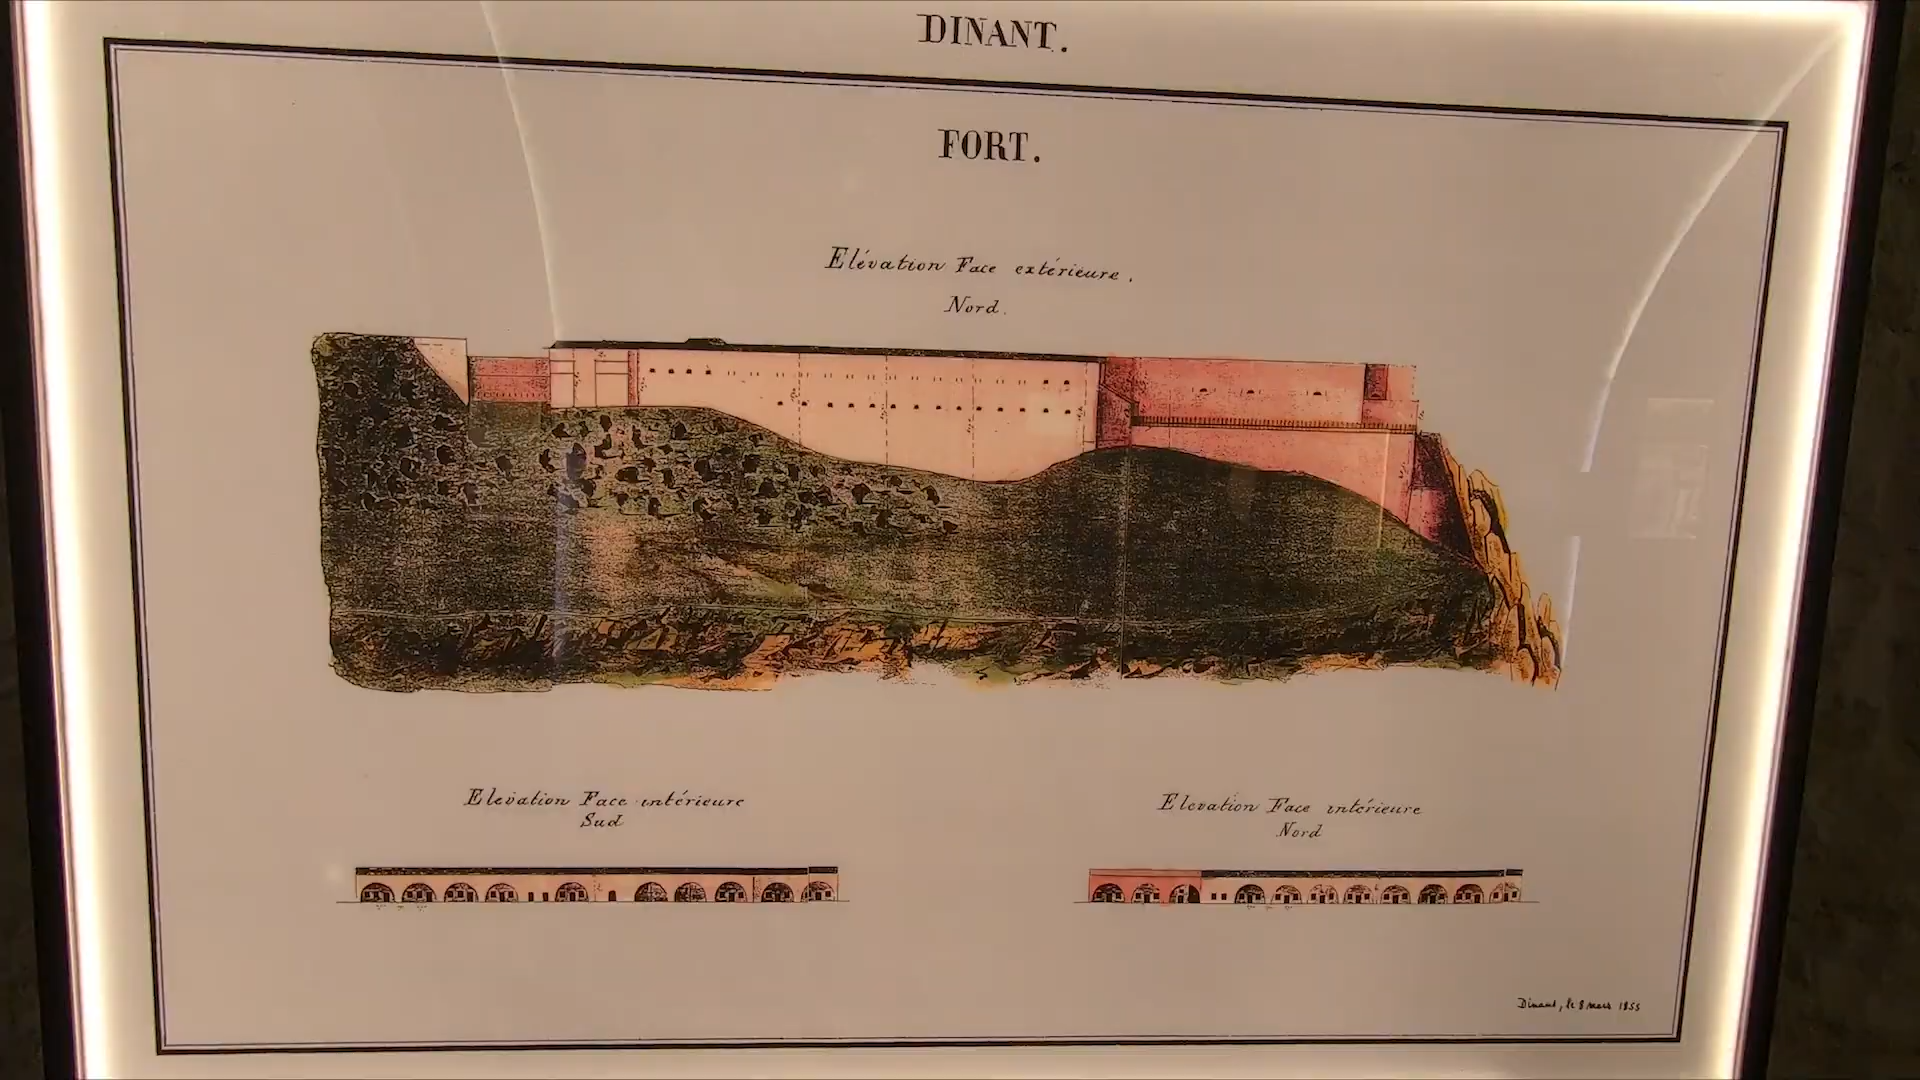 DINANT.
FORT.
Elévation Face extérieure.
Nord.
Elevation Face intérieure
Sud
Elevation Face intérieure
Nord
Dinant, le 8 mars 1855